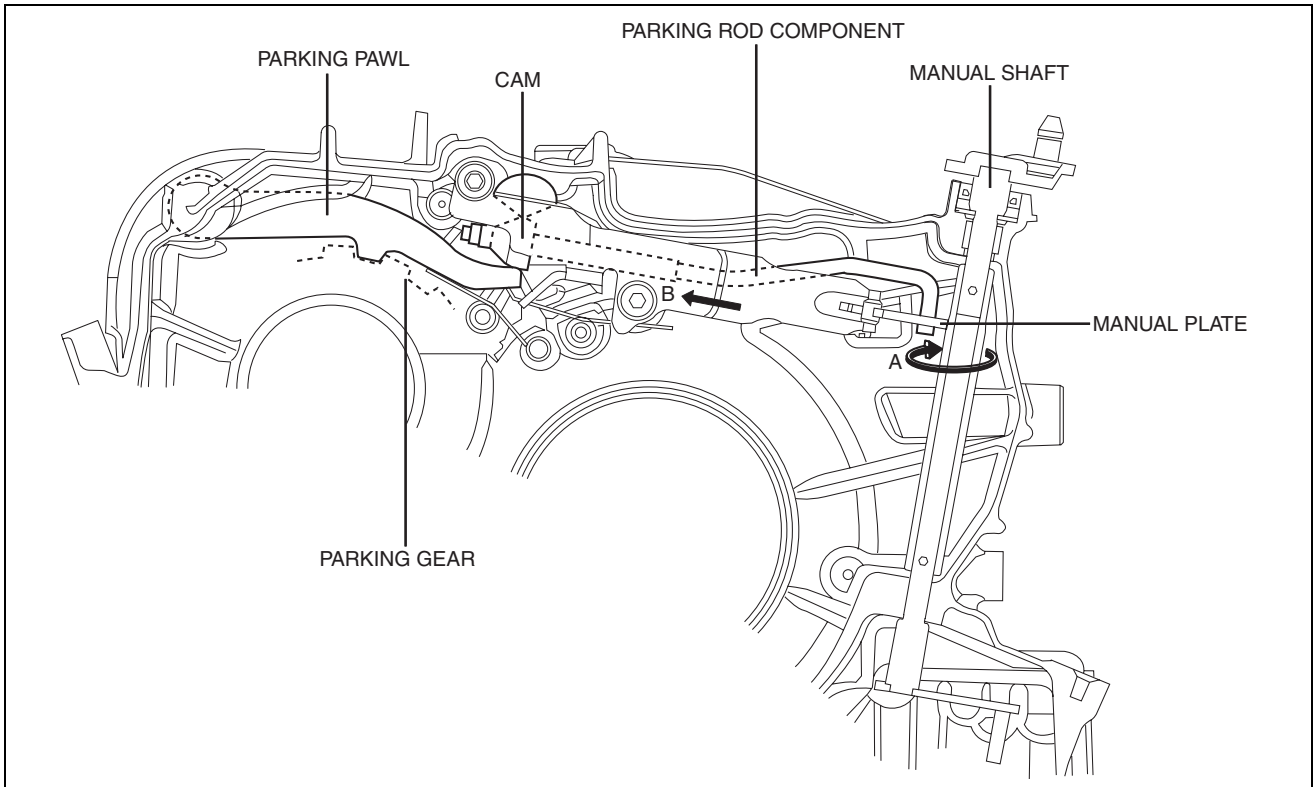 PARKING ROD COMPONENT
PARKING PAWL
CAM
MANUAL SHAFT
B
MANUAL PLATE
A
PARKING GEAR